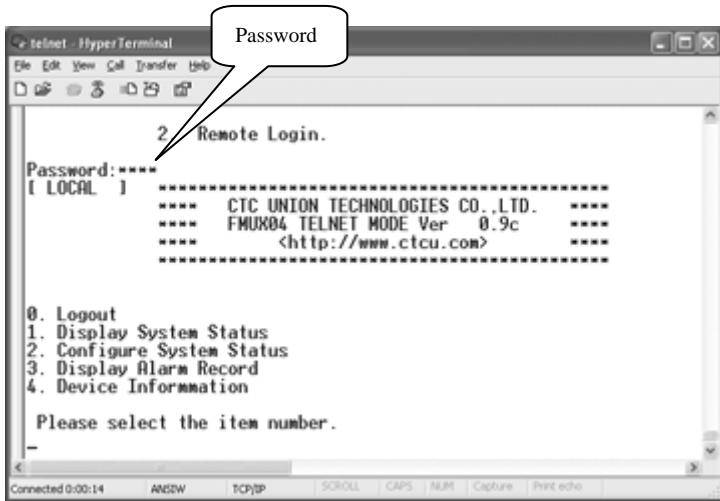 Password
telnet - HyperTerminal
File Edit View Call Transfer Help
2. Remote Login.
Password:****
[ LOCAL ] *********************************************
**** CTC UNION TECHNOLOGIES CO.,LTD. ****
**** FMUX04 TELNET MODE Ver 0.9c ****
**** <http://www.ctcu.com> ****
*********************************************
0. Logout
1. Display System Status
2. Configure System Status
3. Display Alarm Record
4. Device Informmation
Please select the item number.
_
Connected 0:00:14 ANSIW TCP/IP SCROLL CAPS NUM Capture Print echo